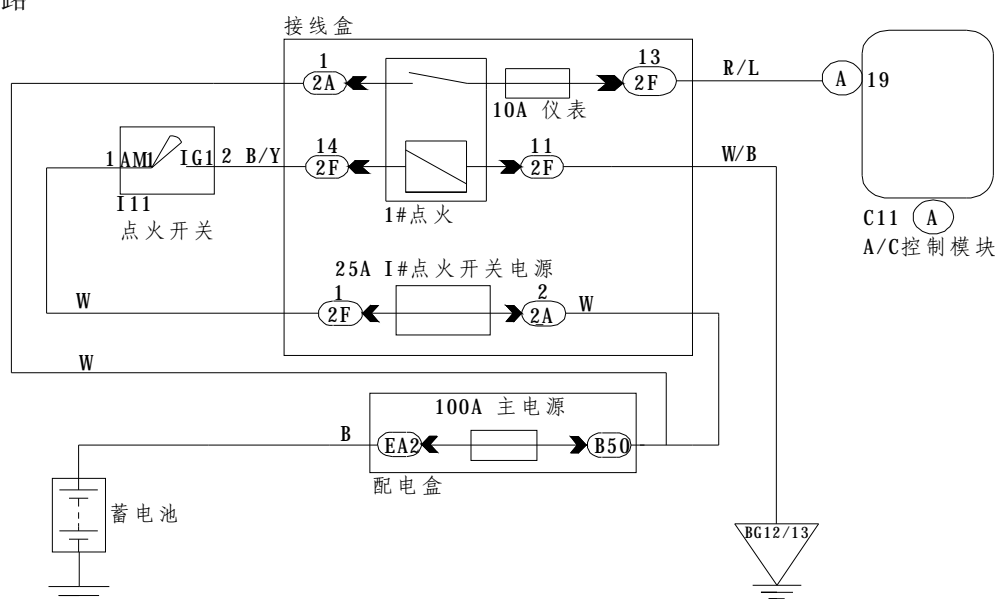 路
接线盒
1
2A
10A 仪表
13
2F
R/L
A
19
1 AM1
IG1 2 B/Y
14
2F
11
2F
W/B
I11
点火开关
1#点火
C11 A
A/C控制模块
25A I#点火开关电源
1
2F
2
2A
W
W
W
100A 主电源
B
EA2
B50
配电盒
蓄电池
BG12/13